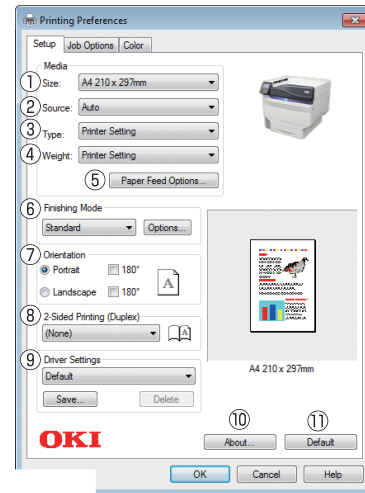 Printing Preferences
Setup Job Options Color
Media
① Size: A4 210 x 297mm
② Source: Auto
③ Type: Printer Setting
④ Weight: Printer Setting
⑤ Paper Feed Options...
⑥ Finishing Mode
Standard Options...
⑦ Orientation
Portrait 180°
Landscape 180°
A
⑧ 2-Sided Printing (Duplex)
(None)
A4 210 x 297mm
⑨ Driver Settings
Default
Save... Delete
OKI
⑩ About... ⑪ Default
OK Cancel Help